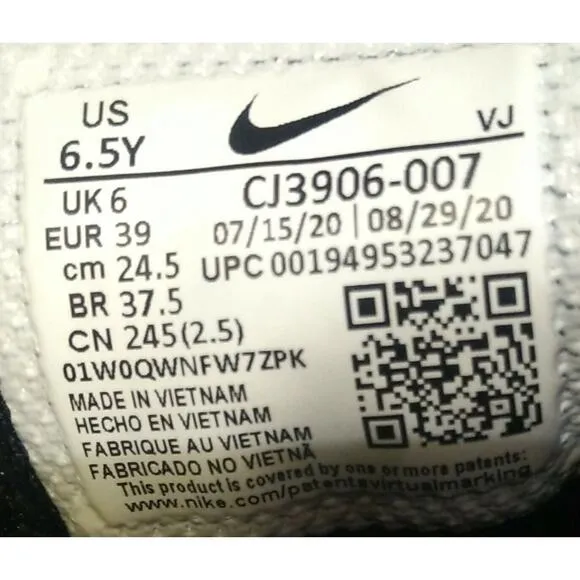 US
6.5Y
VJ
UK 6
CJ3906-007
EUR 39
07/15/20 | 08/29/20
cm 24.5
UPC 00194953237047
BR 37.5
CN 245(2.5)
01W0QWNFW7ZPK
MADE IN VIETNAM
HECHO EN VIETNAM
FABRIQUE AU VIETNAM
FABRICADO NO VIETNÃ
This product is covered by one or more patents:
www.nike.com/patentsvirtualmarking